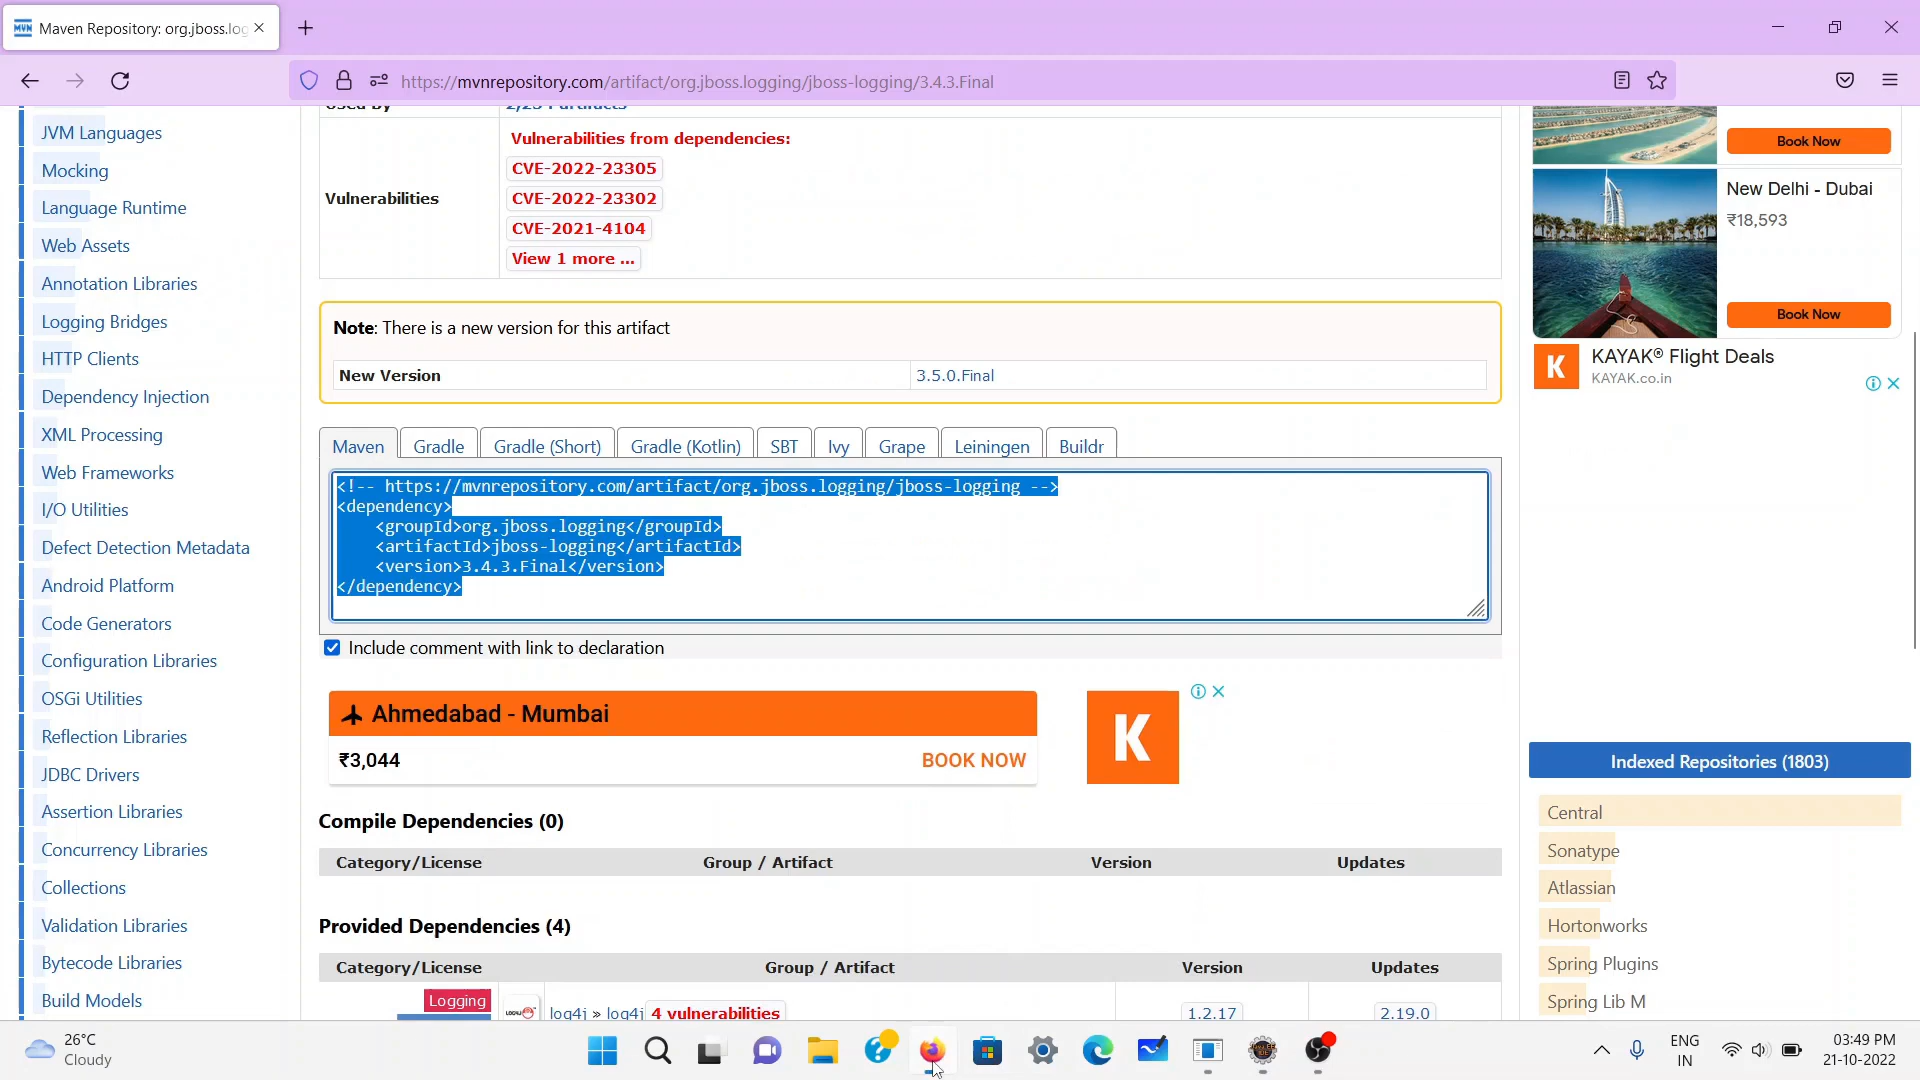 Maven Repository: org.jboss.log
https://mvnrepository.com/artifact/org.jboss.logging/jboss-logging/3.4.3.Final
JVM Languages
Mocking
Language Runtime
Web Assets
Annotation Libraries
Logging Bridges
HTTP Clients
Dependency Injection
XML Processing
Web Frameworks
I/O Utilities
Defect Detection Metadata
Android Platform
Code Generators
Configuration Libraries
OSGi Utilities
Reflection Libraries
JDBC Drivers
Assertion Libraries
Concurrency Libraries
Collections
Validation Libraries
Bytecode Libraries
Build Models
Vulnerabilities
Vulnerabilities from dependencies:
CVE-2022-23305
CVE-2022-23302
CVE-2021-4104
View 1 more ...
Note: There is a new version for this artifact
New Version 3.5.0.Final
Maven Gradle Gradle (Short) Gradle (Kotlin) SBT Ivy Grape Leiningen Buildr
<!-- https://mvnrepository.com/artifact/org.jboss.logging/jboss-logging -->
<dependency>
<groupId>org.jboss.logging</groupId>
<artifactId>jboss-logging</artifactId>
<version>3.4.3.Final</version>
</dependency>
Include comment with link to declaration
Ahmedabad - Mumbai
₹3,044 BOOK NOW
K
Compile Dependencies (0)
Category/License Group / Artifact Version Updates
Provided Dependencies (4)
Category/License Group / Artifact Version Updates
Logging
log4j » log4j 4 vulnerabilities 1.2.17 2.19.0
Book Now
New Delhi - Dubai
₹18,593
Book Now
K
KAYAK® Flight Deals
KAYAK.co.in
Indexed Repositories (1803)
Central
Sonatype
Atlassian
Hortonworks
Spring Plugins
Spring Lib M
26°C
Cloudy
ENG
IN
03:49 PM
21-10-2022